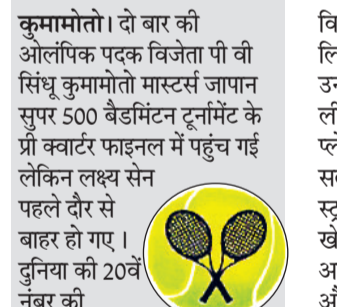 कुमामोतो। दो बार की
ओलंपिक पदक विजेता पी वी
सिंधू कुमामोतो मास्टर्स जापान
सुपर 500 बैडमिंटन टूर्नामेंट के
प्री क्वार्टर फाइनल में पहुंच गई
लेकिन लक्ष्य सेन
पहले दौर से
बाहर हो गए ।
दुनिया की 20वें
नंबर की